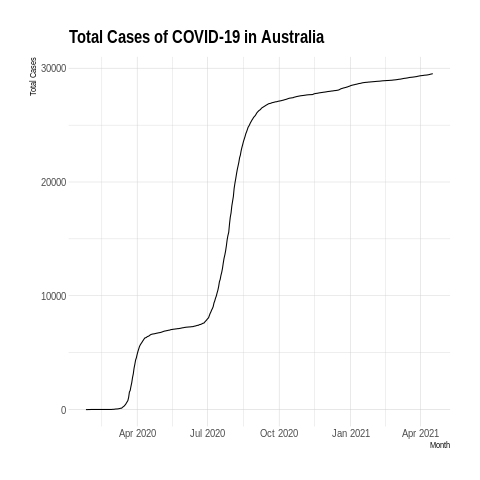 Total Cases of COVID-19 in Australia
Total Cases
30000
20000
10000
0
Apr 2020 Jul 2020 Oct 2020 Jan 2021 Apr 2021
Month